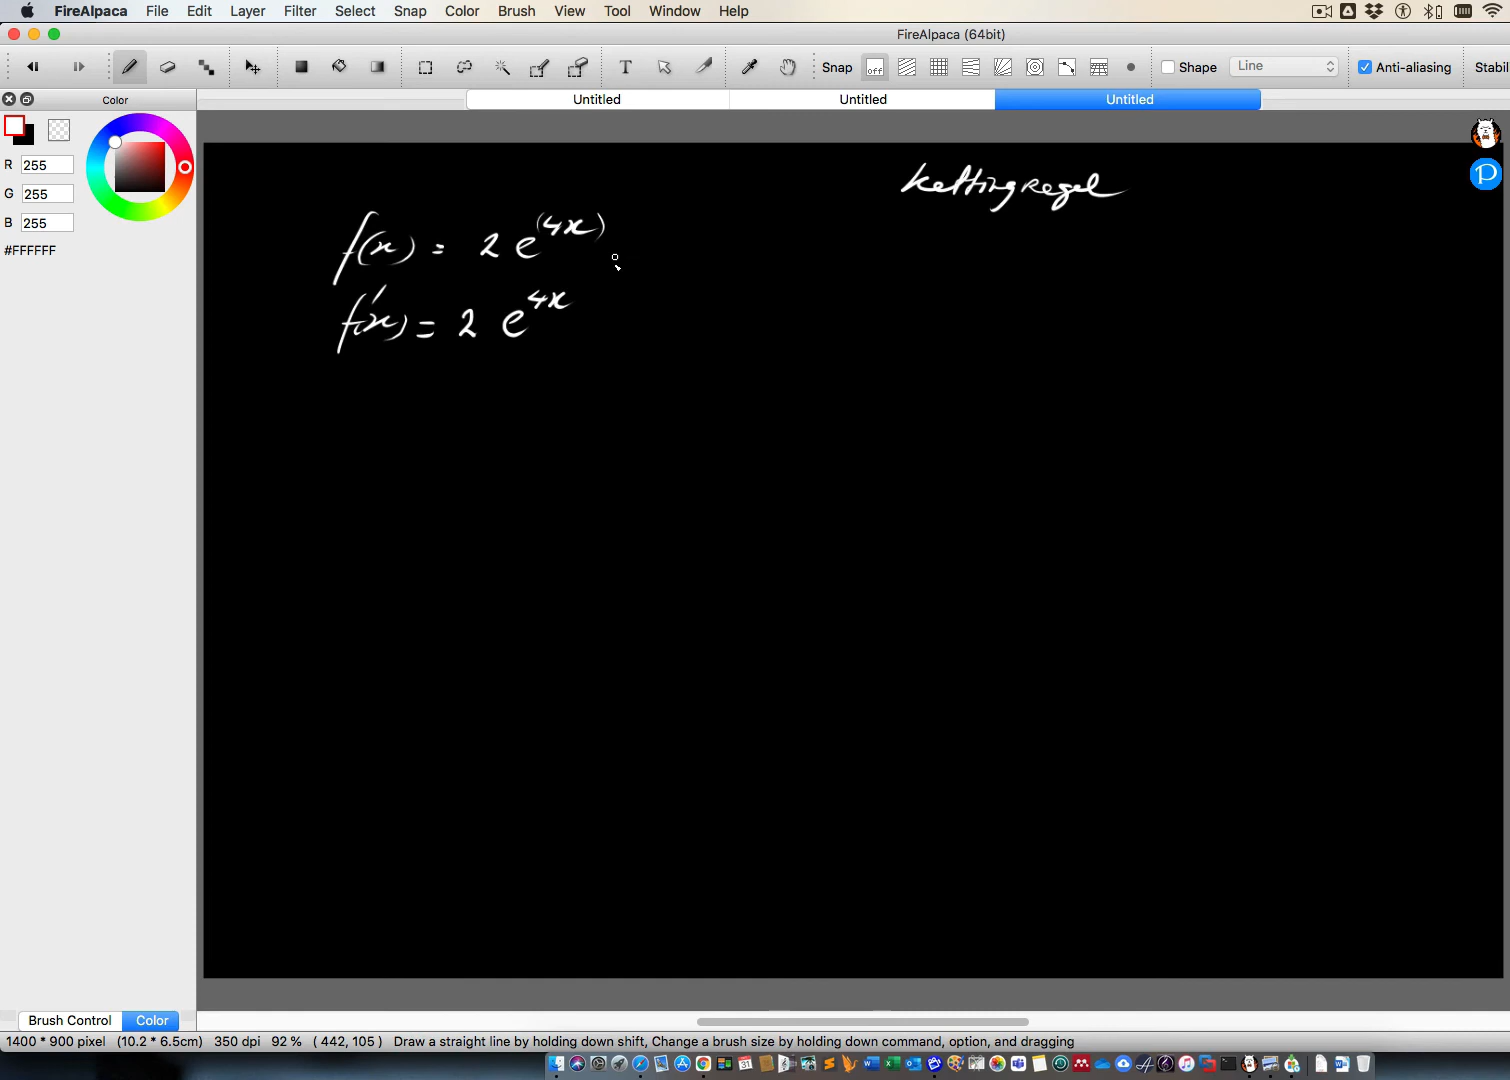 FireAlpaca File Edit Layer Filter Select Snap Color Brush View Tool Window Help
FireAlpaca (64bit)
Snap off Shape Line Anti-aliasing Stabil
Color
Untitled Untitled Untitled
R 255
G 255
B 255
#FFFFFF
kettingregel
f(x) = 2 e^(4x)
f'(x) = 2 e^4x
Brush Control Color
1400 * 900 pixel (10.2 * 6.5cm) 350 dpi 92 % ( 442, 105 ) Draw a straight line by holding down shift, Change a brush size by holding down command, option, and dragging